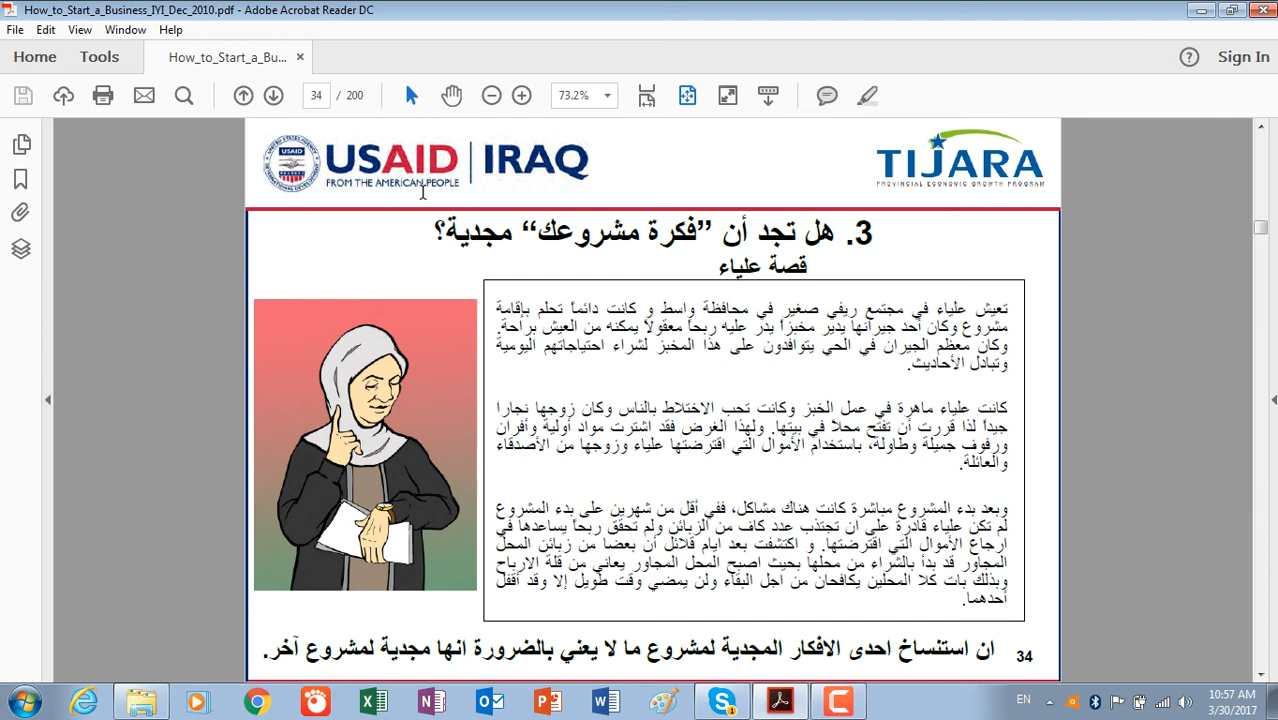 How_to_Start_a_Business_IYI_Dec_2010.pdf - Adobe Acrobat Reader DC
File Edit View Window Help
Home Tools How_to_Start_a_Bu... × Sign In
34 / 200 73.2%
USAID | IRAQ
FROM THE AMERICAN PEOPLE
TIJARA
PROVINCIAL ECONOMIC GROWTH PROGRAM
3. هل تجد أن ”فكرة مشروعك“ مجدية؟
قصة علياء
تعيش علياء في مجتمع ريفي صغير في محافظة واسط و كانت دائماً تحلم بإقامة
مشروع وكان أحد جيرانها يدير مخبزاً يدر عليه ربحاً معقولاً يمكنه من العيش براحة.
وكان معظم الجيران في الحي يتوافدون على هذا المخبز لشراء احتياجاتهم اليومية
وتبادل الأحاديث.
كانت علياء ماهرة في عمل الخبز وكانت تحب الاختلاط بالناس وكان زوجها نجارا
جيداً لذا قررت أن تفتح محلاً في بيتها. ولهذا الغرض فقد اشترت مواد أولية وأفران
ورفوف جميلة وطاولة، باستخدام الأموال التي اقترضتها علياء وزوجها من الأصدقاء
والعائلة.
وبعد بدء المشروع مباشرة كانت هناك مشاكل، ففي أقل من شهرين على بدء المشروع
لم تكن علياء قادرة على ان تجتذب عدد كاف من الزبائن ولم تحقق ربحاً يساعدها في
ارجاع الأموال التي اقترضتها. و اكتشفت بعد ايام قلائل أن بعضا من زبائن المحل
المجاور قد بدأ بالشراء من محلها بحيث اصبح المحل المجاور يعاني من قلة الارباح
وبذلك بات كلا المحلين يكافحان من اجل البقاء ولن يمضي وقت طويل إلا وقد أقفل
أحدهما.
ان استنساخ احدى الافكار المجدية لمشروع ما لا يعني بالضرورة انها مجدية لمشروع آخر.
34
EN
10:57 AM
3/30/2017